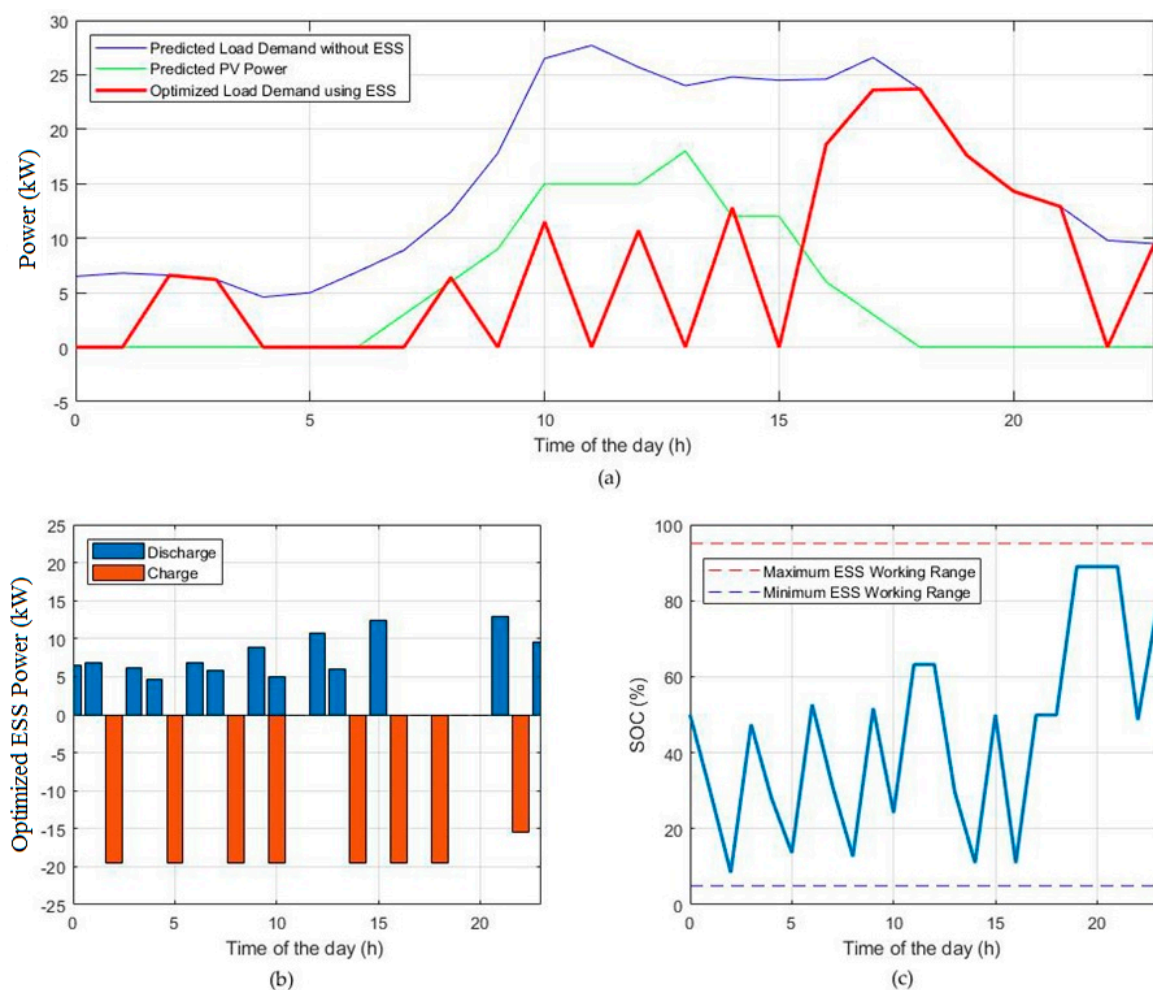 30
25
20
15
10
5
0
-5
Power (kW)
Predicted Load Demand without ESS
Predicted PV Power
Optimized Load Demand using ESS
0 5 10 15 20
Time of the day (h)
(a)
25
20
15
10
5
0
-5
-10
-15
-20
-25
Optimized ESS Power (kW)
Discharge
Charge
0 5 10 15 20
Time of the day (h)
(b)
100
80
60
40
20
0
SOC (%)
Maximum ESS Working Range
Minimum ESS Working Range
0 5 10 15 20
Time of the day (h)
(c)